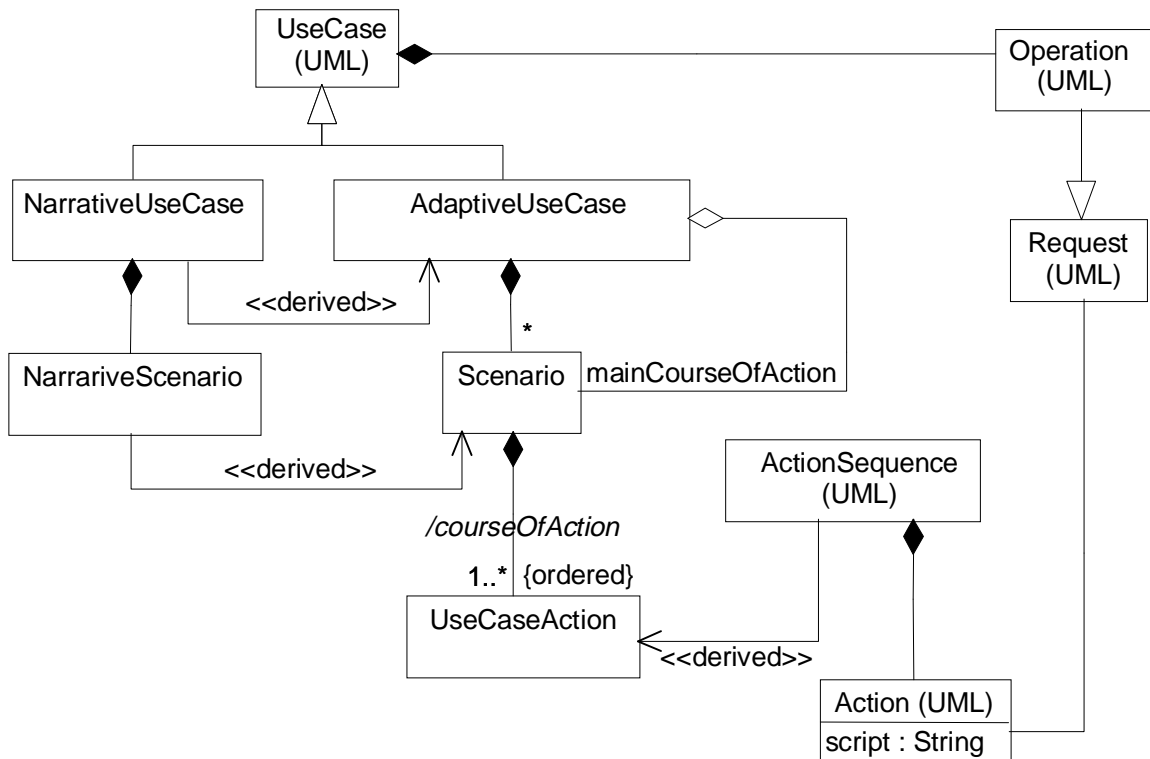 UseCase
(UML)
Operation
(UML)
NarrativeUseCase
AdaptiveUseCase
Request
(UML)
<<derived>>
*
NarrariveScenario
Scenario
mainCourseOfAction
<<derived>>
ActionSequence
(UML)
/courseOfAction
1..* {ordered}
UseCaseAction
<<derived>>
Action (UML)
script : String